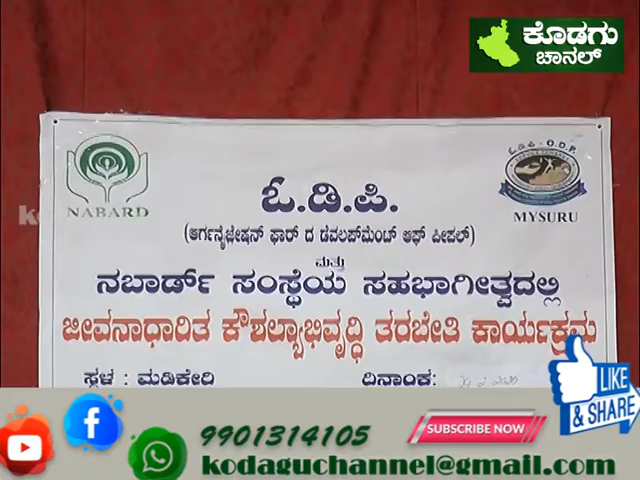 ಕೊಡಗು
ಚಾನಲ್
ಓ.ಡಿ.ಪಿ - O.D.P.
NABARD
MYSURU
ಓ.ಡಿ.ಪಿ.
(ಆರ್ಗನೈಜೇಷನ್ ಫಾರ್ ದ ಡೆವಲಪ್‌ಮೆಂಟ್ ಆಫ್ ಪೀಪಲ್)
ಮತ್ತು
ನಬಾರ್ಡ್ ಸಂಸ್ಥೆಯ ಸಹಭಾಗಿತ್ವದಲ್ಲಿ
ಜೀವನಾಧಾರಿತ ಕೌಶಲ್ಯಾಭಿವೃದ್ಧಿ ತರಬೇತಿ ಕಾರ್ಯಕ್ರಮ
ಸ್ಥಳ : ಮಡಿಕೇರಿ ದಿನಾಂಕ:
LIKE
& SHARE
9901314105
SUBSCRIBE NOW
kodaguchannel@gmail.com